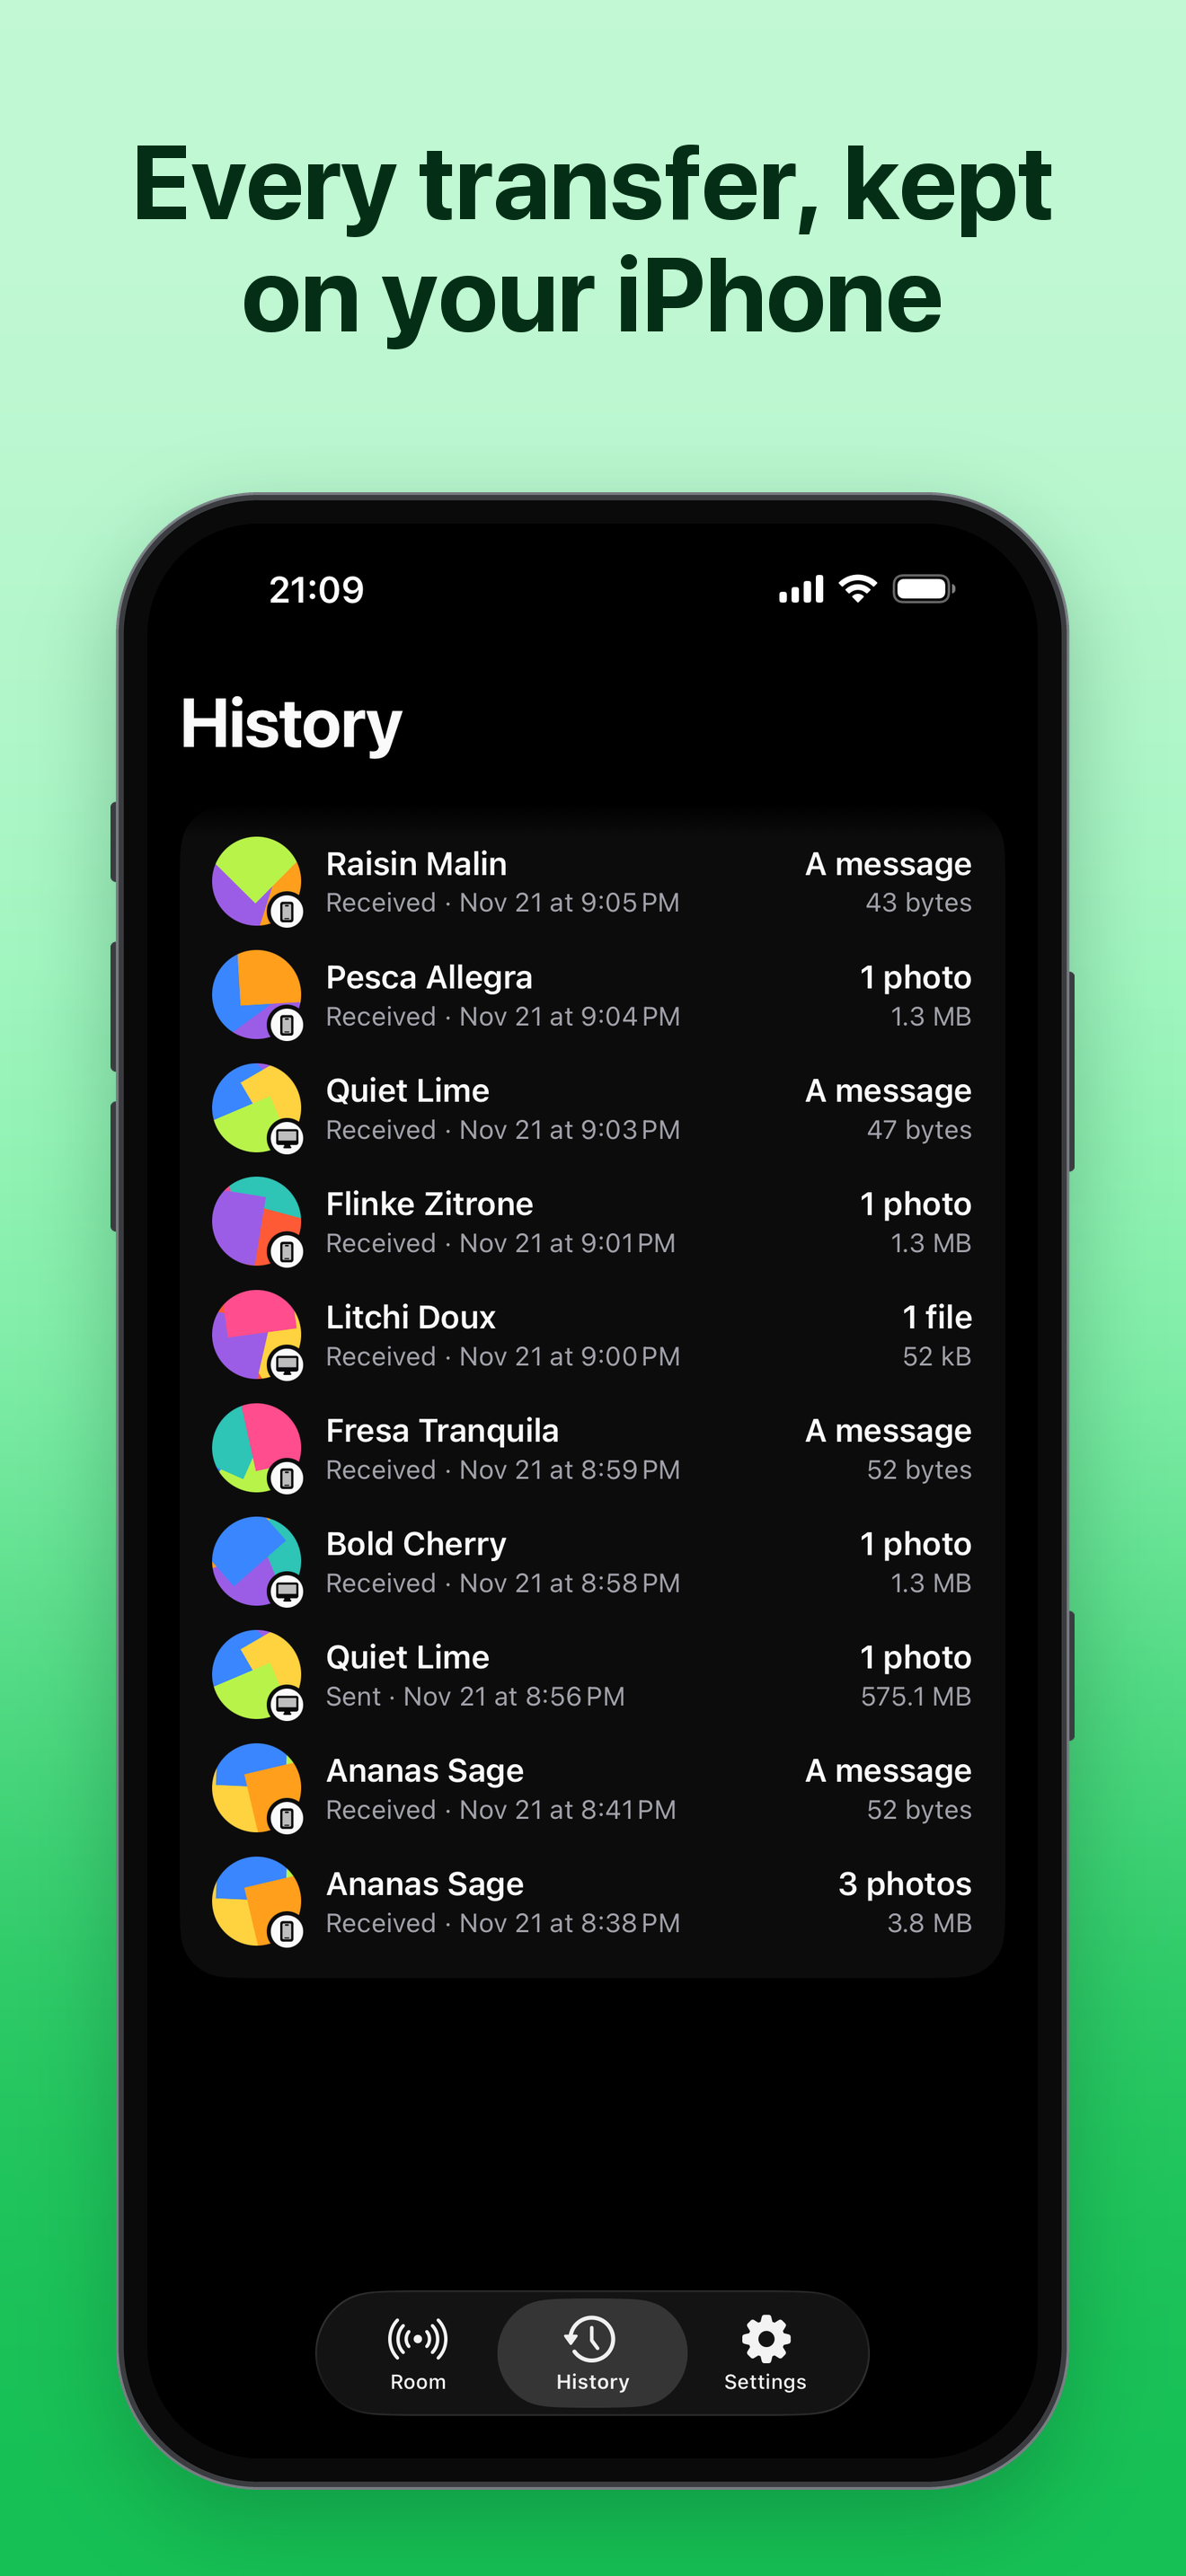 Every transfer, kept
on your iPhone
21:09
History
Raisin Malin
A message
Received · Nov 21 at 9:05 PM
43 bytes
Pesca Allegra
1 photo
Received · Nov 21 at 9:04 PM
1.3 MB
Quiet Lime
A message
Received · Nov 21 at 9:03 PM
47 bytes
Flinke Zitrone
1 photo
Received · Nov 21 at 9:01 PM
1.3 MB
Litchi Doux
1 file
Received · Nov 21 at 9:00 PM
52 kB
Fresa Tranquila
A message
Received · Nov 21 at 8:59 PM
52 bytes
Bold Cherry
1 photo
Received · Nov 21 at 8:58 PM
1.3 MB
Quiet Lime
1 photo
Sent · Nov 21 at 8:56 PM
575.1 MB
Ananas Sage
A message
Received · Nov 21 at 8:41 PM
52 bytes
Ananas Sage
3 photos
Received · Nov 21 at 8:38 PM
3.8 MB
Room
History
Settings